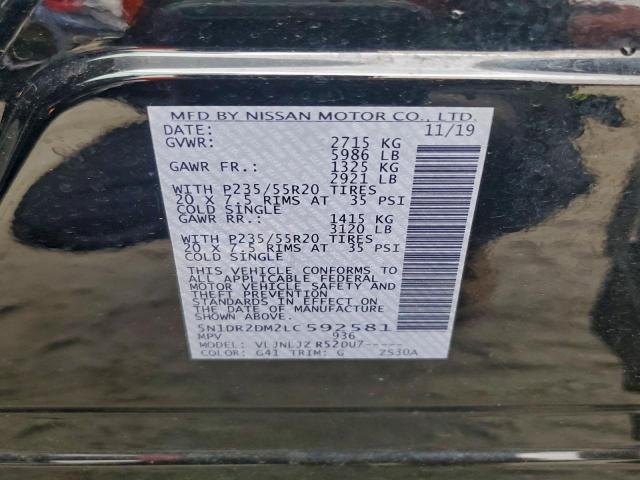 MFD BY NISSAN MOTOR CO., LTD.
DATE: 11/19
GVWR: 2715 KG
5986 LB
GAWR FR.: 1325 KG
2921 LB
WITH P235/55R20 TIRES
20 X 7.5 RIMS AT 35 PSI
COLD SINGLE
GAWR RR.: 1415 KG
3120 LB
WITH P235/55R20 TIRES
20 X 7.5 RIMS AT 35 PSI
COLD SINGLE
THIS VEHICLE CONFORMS TO
ALL APPLICABLE FEDERAL
MOTOR VEHICLE SAFETY AND
THEFT PREVENTION
STANDARDS IN EFFECT ON
THE DATE OF MANUFACTURE
SHOWN ABOVE.
5N1DR2DM2LC592581
MPV 936
MODEL: VLJNLJZ R52DU7-----
COLOR: G41 TRIM: G ZS30A